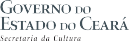 GOVERNO DO
ESTADO DO CEARÁ
Secretaria da Cultura